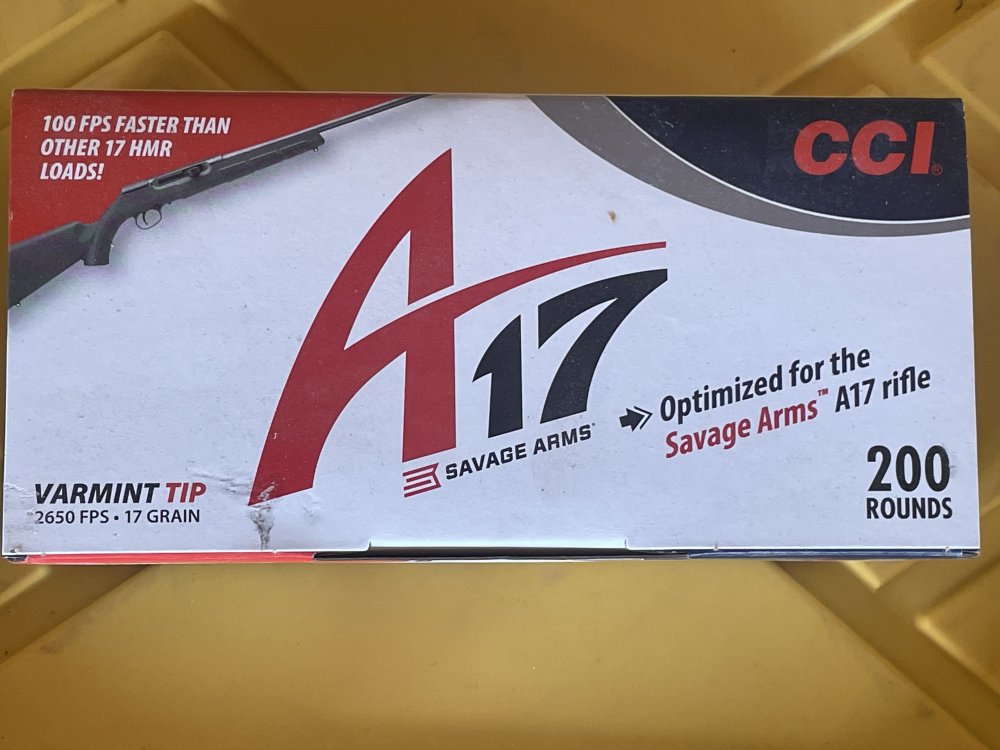 100 FPS FASTER THAN
OTHER 17 HMR
LOADS!
CCI®
A17
SAVAGE ARMS
Optimized for the
Savage Arms™ A17 rifle
VARMINT TIP
2650 FPS • 17 GRAIN
200
ROUNDS